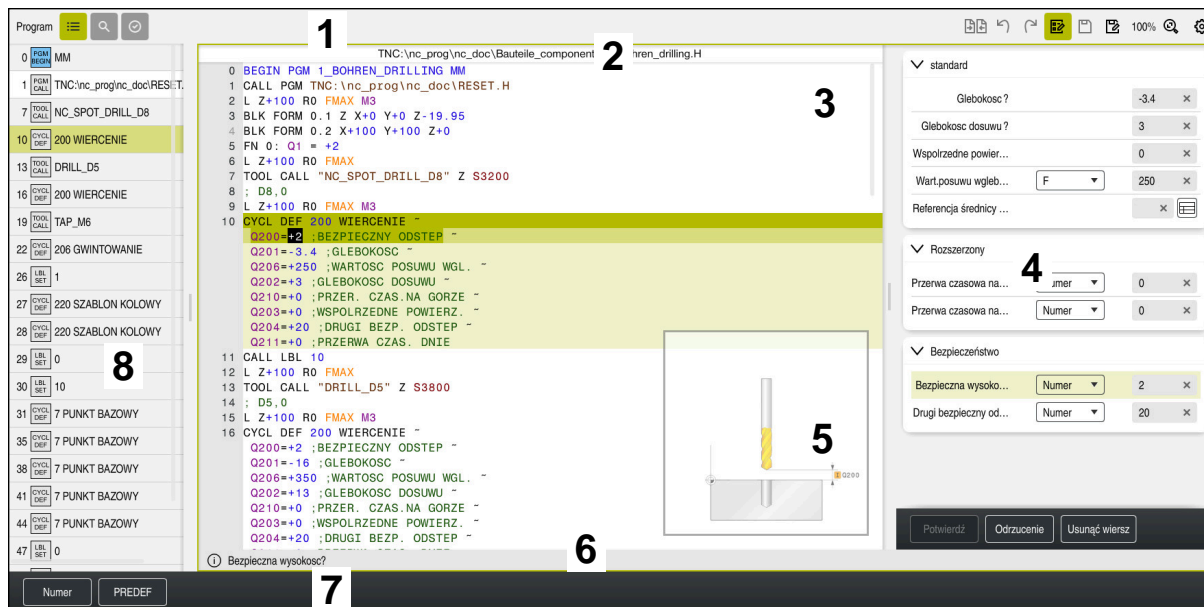 Program 1 100%
TNC:\nc_prog\nc_doc\Bauteile_component 2 hren_drilling.H
0 PGM BEGIN MM
1 PGM CALL TNC:\nc_prog\nc_doc\RESET.
7 TOOL CALL NC_SPOT_DRILL_D8
10 CYCL DEF 200 WIERCENIE
13 TOOL CALL DRILL_D5
16 CYCL DEF 200 WIERCENIE
19 TOOL CALL TAP_M6
22 CYCL DEF 206 GWINTOWANIE
26 LBL SET 1
27 CYCL DEF 220 SZABLON KOLOWY
28 CYCL DEF 220 SZABLON KOLOWY
29 LBL SET 0
8
30 LBL SET 10
31 CYCL DEF 7 PUNKT BAZOWY
35 CYCL DEF 7 PUNKT BAZOWY
38 CYCL DEF 7 PUNKT BAZOWY
41 CYCL DEF 7 PUNKT BAZOWY
44 CYCL DEF 7 PUNKT BAZOWY
47 LBL SET 0
0 BEGIN PGM 1_BOHREN_DRILLING MM
1 CALL PGM TNC:\nc_prog\nc_doc\RESET.H
2 L Z+100 R0 FMAX M3
3
3 BLK FORM 0.1 Z X+0 Y+0 Z-19.95
4 BLK FORM 0.2 X+100 Y+100 Z+0
5 FN 0: Q1 = +2
6 L Z+100 R0 FMAX
7 TOOL CALL "NC_SPOT_DRILL_D8" Z S3200
8 ; D8,0
9 L Z+100 R0 FMAX M3
10 CYCL DEF 200 WIERCENIE ~
Q200=+2 ;BEZPIECZNY ODSTEP ~
Q201=-3.4 ;GLEBOKOSC ~
Q206=+250 ;WARTOSC POSUWU WGL. ~
Q202=+3 ;GLEBOKOSC DOSUWU ~
Q210=+0 ;PRZER. CZAS.NA GORZE ~
Q203=+0 ;WSPOLRZEDNE POWIERZ. ~
Q204=+20 ;DRUGI BEZP. ODSTEP ~
Q211=+0 ;PRZERWA CZAS. DNIE
11 CALL LBL 10
12 L Z+100 R0 FMAX
13 TOOL CALL "DRILL_D5" Z S3800
14 ; D5,0
15 L Z+100 R0 FMAX M3
16 CYCL DEF 200 WIERCENIE ~
Q200=+2 ;BEZPIECZNY ODSTEP ~
Q201=-16 ;GLEBOKOSC ~
Q206=+350 ;WARTOSC POSUWU WGL. ~
Q202=+13 ;GLEBOKOSC DOSUWU ~
Q210=+0 ;PRZER. CZAS.NA GORZE ~
Q203=+0 ;WSPOLRZEDNE POWIERZ. ~
Q204=+20 ;DRUGI BEZP. ODSTEP ~
5
Q200
6
Bezpieczna wysokosc?
standard
Glebokosc? -3.4
Glebokosc dosuwu? 3
Wspolrzedne powier... 0
Wart.posuwu wgleb... F 250
Referencja średnicy ...
Rozszerzony
4
Przerwa czasowa na... 0
Przerwa czasowa na... Numer 0
Bezpieczeństwo
Bezpieczna wysoko... Numer 2
Drugi bezpieczny od... Numer 20
Potwierdź Odrzucenie Usunąć wiersz
Numer PREDEF 7